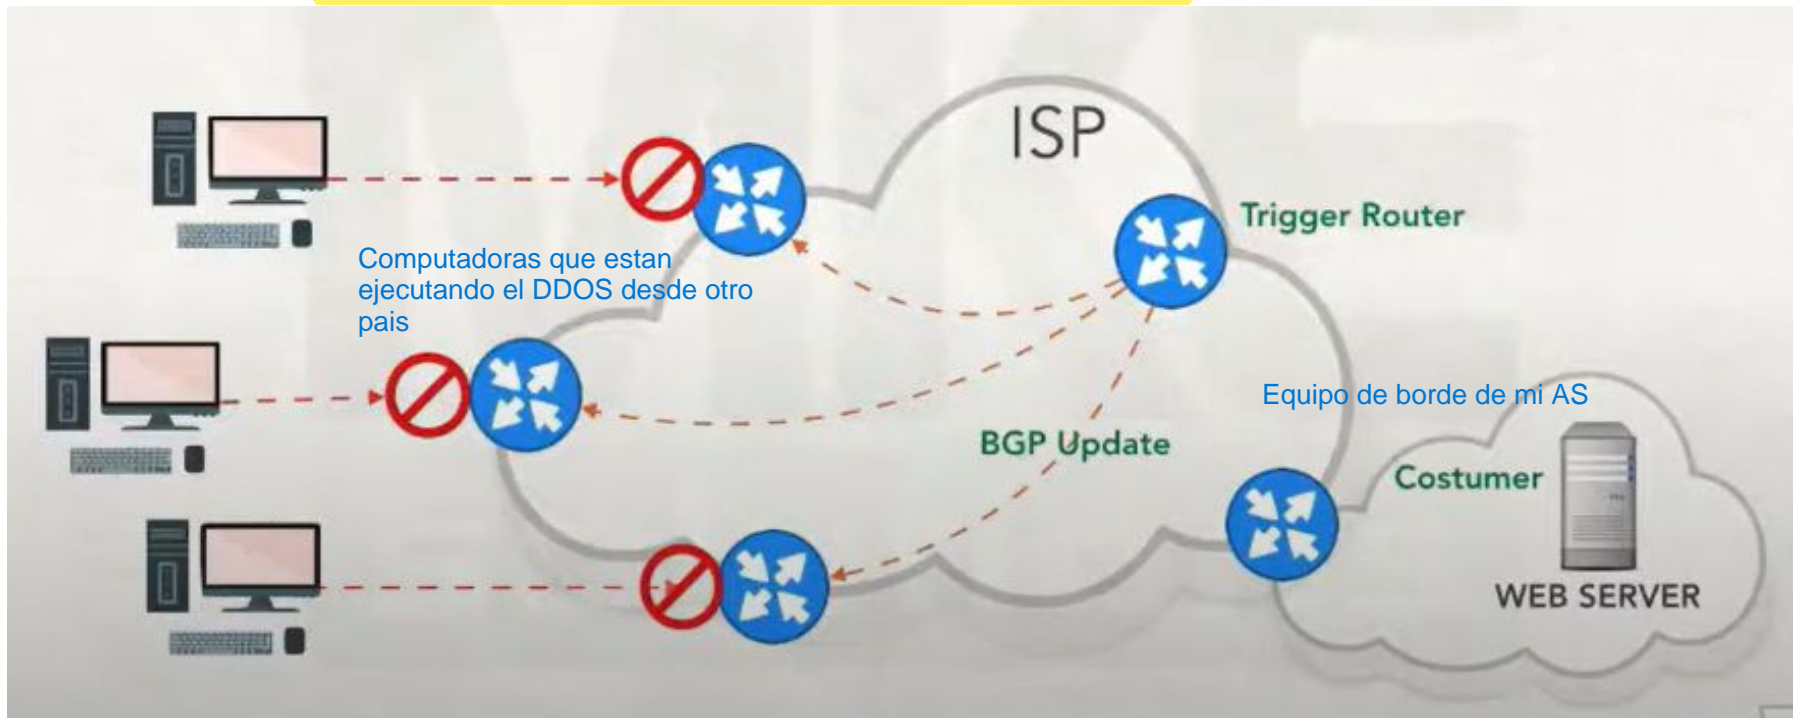 ISP
Trigger Router
Computadoras que estan
ejecutando el DDOS desde otro
pais
Equipo de borde de mi AS
BGP Update
Costumer
WEB SERVER